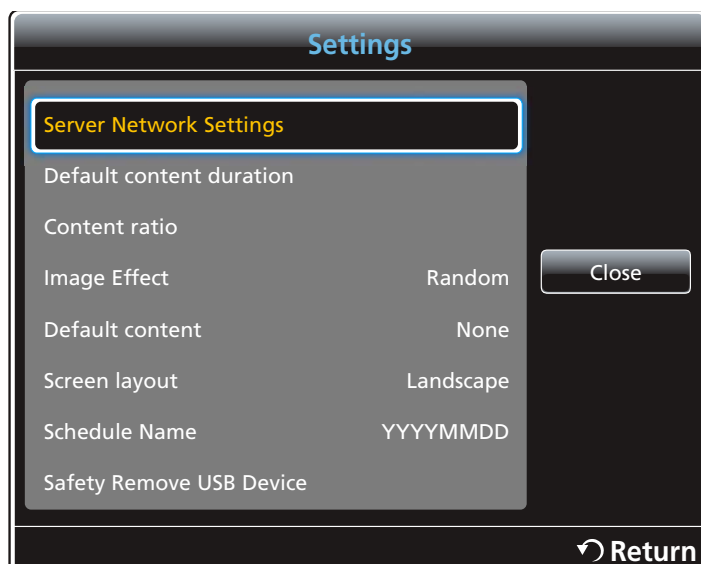 Settings
Server Network Settings
Default content duration
Content ratio
Image Effect Random
Close
Default content None
Screen layout Landscape
Schedule Name YYYYMMDD
Safety Remove USB Device
Return